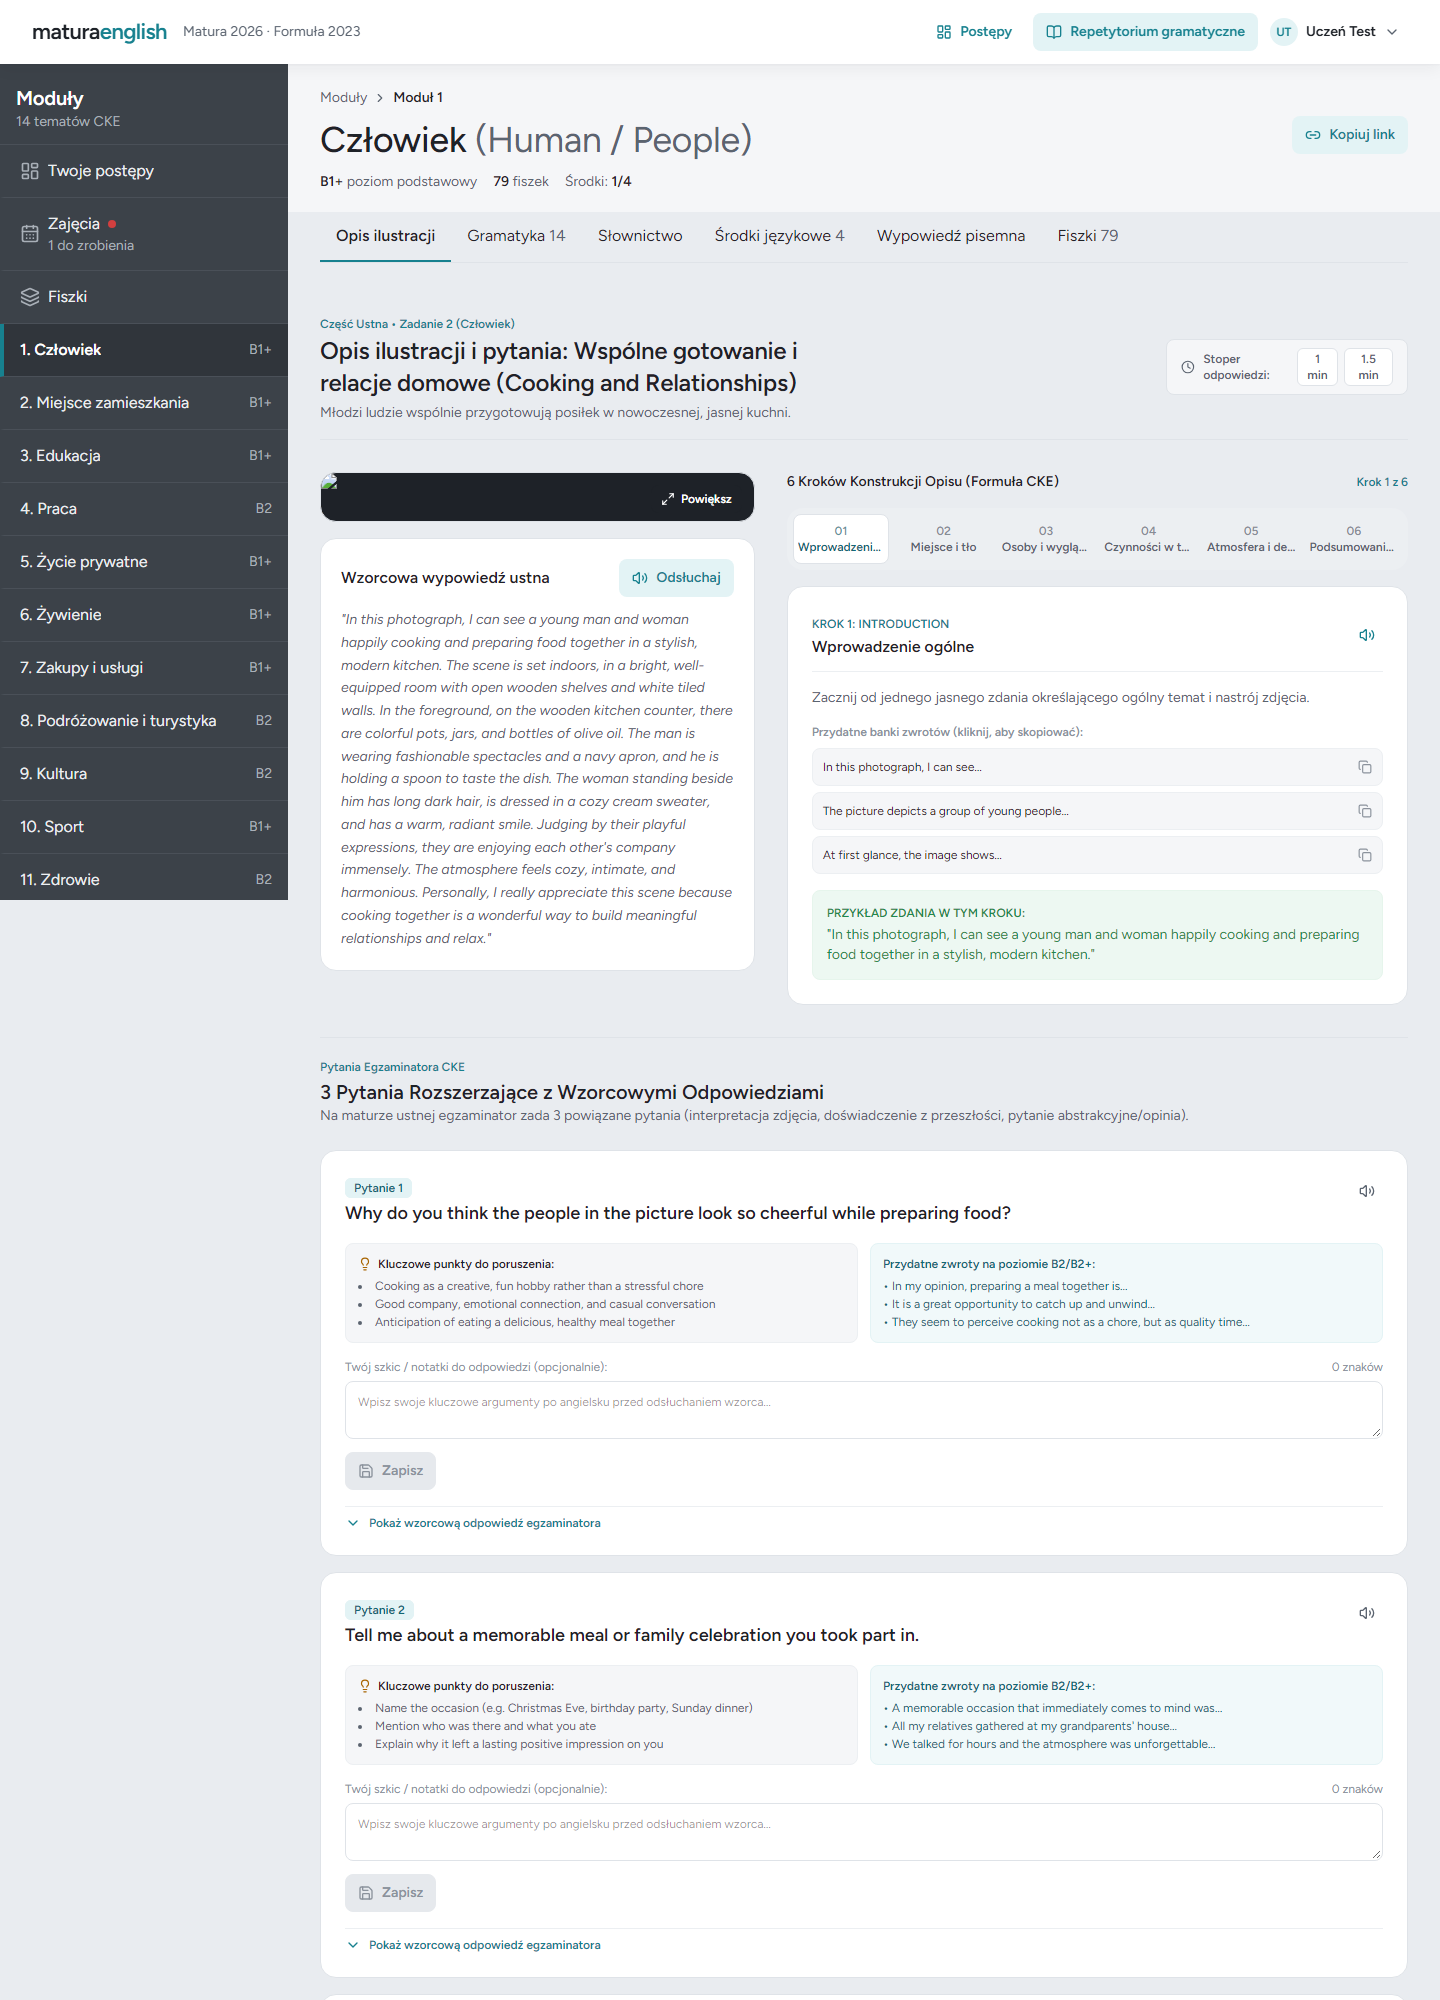 maturaenglish Matura 2026 · Formuła 2023
Postępy
Repetytorium gramatyczne
UT Uczeń Test
Moduły
14 tematów CKE
Twoje postępy
Zajęcia
1 do zrobienia
Fiszki
1. Człowiek B1+
2. Miejsce zamieszkania B1+
3. Edukacja B1+
4. Praca B2
5. Życie prywatne B1+
6. Żywienie B1+
7. Zakupy i usługi B1+
8. Podróżowanie i turystyka B2
9. Kultura B2
10. Sport B1+
11. Zdrowie B2
Moduły > Moduł 1
Człowiek (Human / People)
Kopiuj link
B1+ poziom podstawowy 79 fiszek Środki: 1/4
Opis ilustracji Gramatyka 14 Słownictwo Środki językowe 4 Wypowiedź pisemna Fiszki 79
Część Ustna • Zadanie 2 (Człowiek)
Opis ilustracji i pytania: Wspólne gotowanie i
relacje domowe (Cooking and Relationships)
Młodzi ludzie wspólnie przygotowują posiłek w nowoczesnej, jasnej kuchni.
Stoper
odpowiedzi:
1
min
1.5
min
Powiększ
Wzorcowa wypowiedź ustna
Odsłuchaj
"In this photograph, I can see a young man and woman
happily cooking and preparing food together in a stylish,
modern kitchen. The scene is set indoors, in a bright, well-
equipped room with open wooden shelves and white tiled
walls. In the foreground, on the wooden kitchen counter, there
are colorful pots, jars, and bottles of olive oil. The man is
wearing fashionable spectacles and a navy apron, and he is
holding a spoon to taste the dish. The woman standing beside
him has long dark hair, is dressed in a cozy cream sweater,
and has a warm, radiant smile. Judging by their playful
expressions, they are enjoying each other's company
immensely. The atmosphere feels cozy, intimate, and
harmonious. Personally, I really appreciate this scene because
cooking together is a wonderful way to build meaningful
relationships and relax."
6 Kroków Konstrukcji Opisu (Formuła CKE)
Krok 1 z 6
01
Wprowadzeni...
02
Miejsce i tło
03
Osoby i wyglą...
04
Czynności w t...
05
Atmosfera i de...
06
Podsumowani...
KROK 1: INTRODUCTION
Wprowadzenie ogólne
Zacznij od jednego jasnego zdania określającego ogólny temat i nastrój zdjęcia.
Przydatne banki zwrotów (kliknij, aby skopiować):
In this photograph, I can see...
The picture depicts a group of young people...
At first glance, the image shows...
PRZYKŁAD ZDANIA W TYM KROKU:
"In this photograph, I can see a young man and woman happily cooking and preparing
food together in a stylish, modern kitchen."
Pytania Egzaminatora CKE
3 Pytania Rozszerzające z Wzorcowymi Odpowiedziami
Na maturze ustnej egzaminator zada 3 powiązane pytania (interpretacja zdjęcia, doświadczenie z przeszłości, pytanie abstrakcyjne/opinia).
Pytanie 1
Why do you think the people in the picture look so cheerful while preparing food?
Kluczowe punkty do poruszenia:
• Cooking as a creative, fun hobby rather than a stressful chore
• Good company, emotional connection, and casual conversation
• Anticipation of eating a delicious, healthy meal together
Przydatne zwroty na poziomie B2/B2+:
• In my opinion, preparing a meal together is...
• It is a great opportunity to catch up and unwind...
• They seem to perceive cooking not as a chore, but as quality time...
Twój szkic / notatki do odpowiedzi (opcjonalnie):
0 znaków
Wpisz swoje kluczowe argumenty po angielsku przed odsłuchaniem wzorca...
Zapisz
Pokaż wzorcową odpowiedź egzaminatora
Pytanie 2
Tell me about a memorable meal or family celebration you took part in.
Kluczowe punkty do poruszenia:
• Name the occasion (e.g. Christmas Eve, birthday party, Sunday dinner)
• Mention who was there and what you ate
• Explain why it left a lasting positive impression on you
Przydatne zwroty na poziomie B2/B2+:
• A memorable occasion that immediately comes to mind was...
• All my relatives gathered at my grandparents' house...
• We talked for hours and the atmosphere was unforgettable...
Twój szkic / notatki do odpowiedzi (opcjonalnie):
0 znaków
Wpisz swoje kluczowe argumenty po angielsku przed odsłuchaniem wzorca...
Zapisz
Pokaż wzorcową odpowiedź egzaminatora